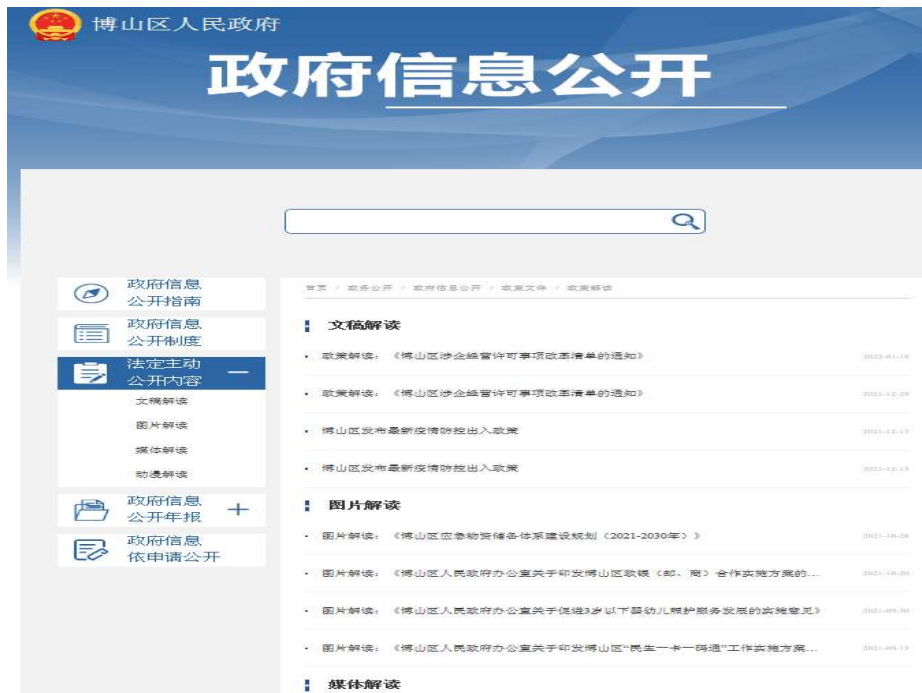 博山区人民政府
政府信息公开
政府信息
公开指南
政府信息
公开制度
法定主动
公开内容
文稿解读
图片解读
媒体解读
动漫解读
政府信息
公开年报
政府信息
依申请公开
首页 / 政务公开 / 政府信息公开 / 政策文件 / 政策解读
文稿解读
政策解读：《博山区涉企经营许可事项改革清单的通知》
政策解读：《博山区涉企经营许可事项改革清单的通知》 2021-12-29
博山区发布最新疫情防控出入政策
博山区发布最新疫情防控出入政策
图片解读
图片解读：《博山区应急物资储备体系建设规划（2021-2030年）》
图片解读：《博山区人民政府办公室关于印发博山区政银（邮、商）合作实施方案的...
图片解读：《博山区人民政府办公室关于促进3岁以下婴幼儿照护服务发展的实施意见》 2021-09-30
图片解读：《博山区人民政府办公室关于印发博山区“民生一卡一码通”工作实施方案...
媒体解读